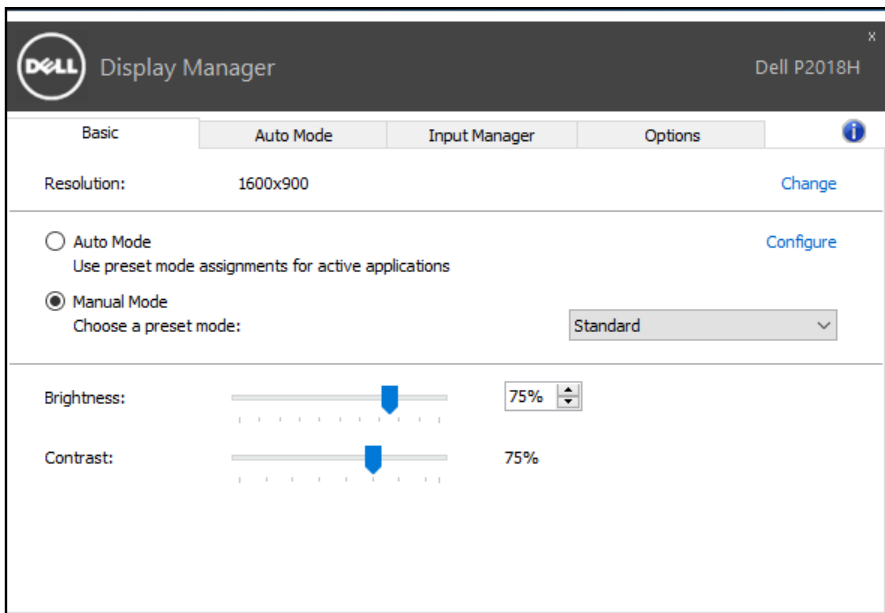 DELL Display Manager
x
Dell P2018H
Basic Auto Mode Input Manager Options i
Resolution: 1600x900 Change
Auto Mode Configure
Use preset mode assignments for active applications
Manual Mode
Choose a preset mode: Standard
Brightness: 75%
Contrast: 75%